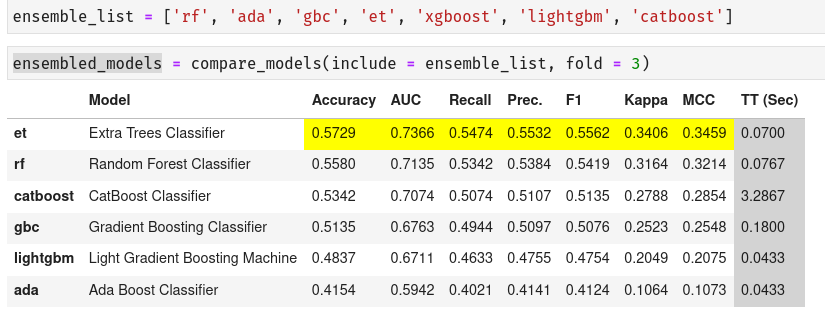 ensemble_list = ['rf', 'ada', 'gbc', 'et', 'xgboost', 'lightgbm', 'catboost']
ensembled_models = compare_models(include = ensemble_list, fold = 3)
Model Accuracy AUC Recall Prec. F1 Kappa MCC TT (Sec)
et Extra Trees Classifier 0.5729 0.7366 0.5474 0.5532 0.5562 0.3406 0.3459 0.0700
rf Random Forest Classifier 0.5580 0.7135 0.5342 0.5384 0.5419 0.3164 0.3214 0.0767
catboost CatBoost Classifier 0.5342 0.7074 0.5074 0.5107 0.5135 0.2788 0.2854 3.2867
gbc Gradient Boosting Classifier 0.5135 0.6763 0.4944 0.5097 0.5076 0.2523 0.2548 0.1800
lightgbm Light Gradient Boosting Machine 0.4837 0.6711 0.4633 0.4755 0.4754 0.2049 0.2075 0.0433
ada Ada Boost Classifier 0.4154 0.5942 0.4021 0.4141 0.4124 0.1064 0.1073 0.0433